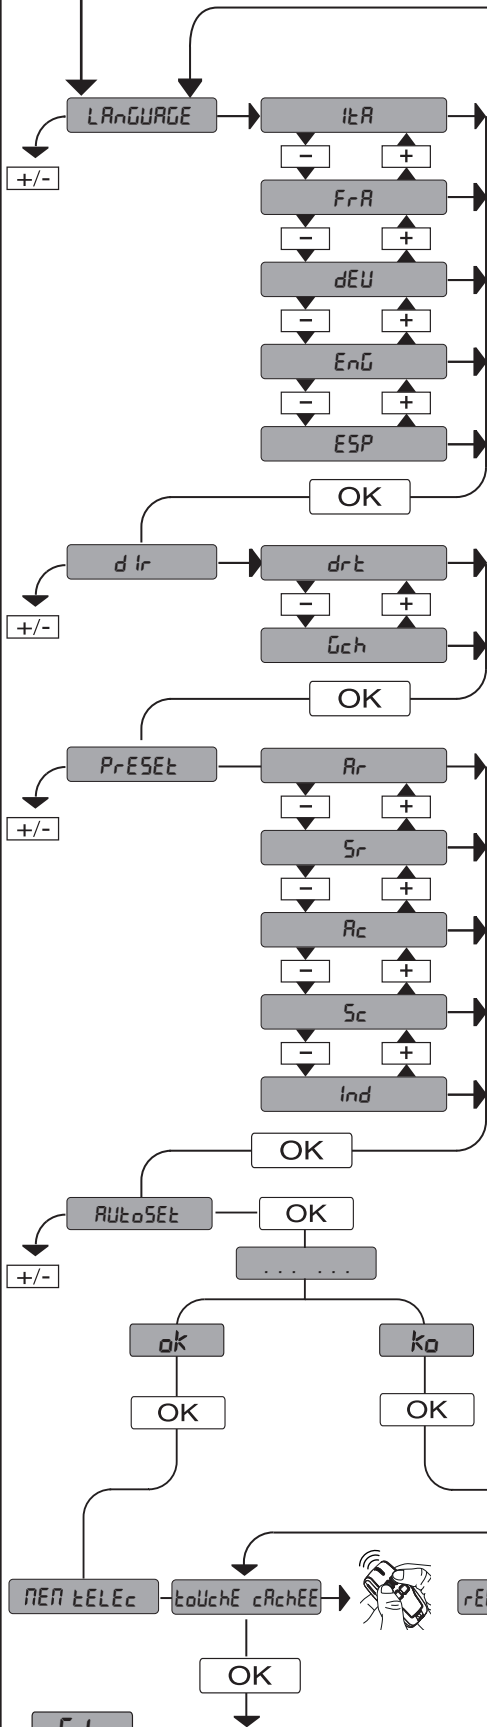 LAnGUAGE ItA
- +
+/-
FrA
- +
dEU
- +
EnG
- +
ESP
OK
dIr drt
- +
+/-
Gch
OK
PrESEt Ar
- +
+/-
Sr
- +
Ac
- +
Sc
- +
Ind
OK
AUtoSEt OK
+/-
... ...
ok ko
OK OK
MEM tELEc toUchE cAchEE
OK